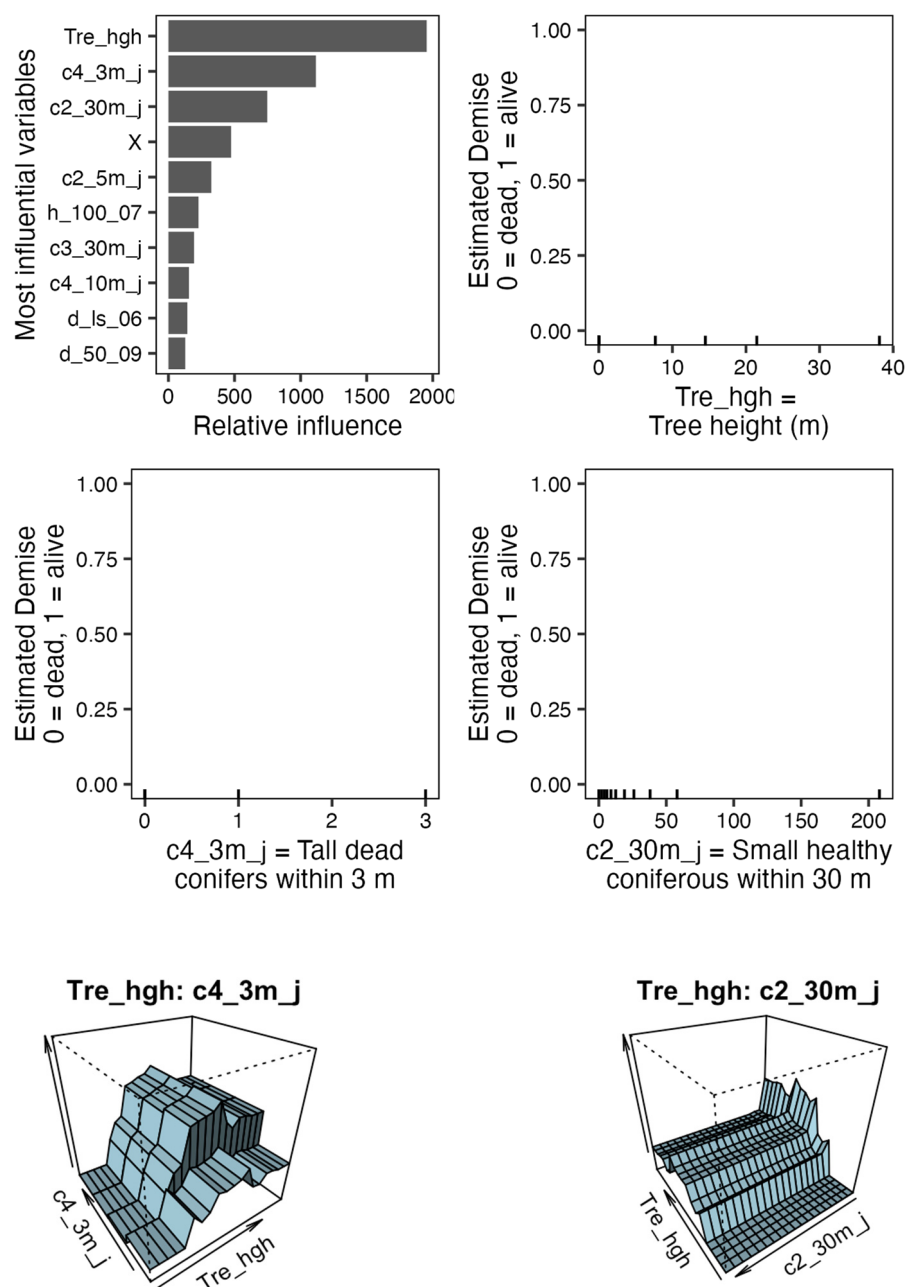 Most influential variables
Tre_hgh
c4_3m_j
c2_30m_j
X
c2_5m_j
h_100_07
c3_30m_j
c4_10m_j
d_ls_06
d_50_09
0 500 1000 1500 2000
Relative influence
Estimated Demise
0 = dead, 1 = alive
1.00
0.75
0.50
0.25
0.00
0 10 20 30 40
Tre_hgh =
Tree height (m)
Estimated Demise
0 = dead, 1 = alive
1.00
0.75
0.50
0.25
0.00
0 1 2 3
c4_3m_j = Tall dead
conifers within 3 m
Estimated Demise
0 = dead, 1 = alive
1.00
0.75
0.50
0.25
0.00
0 50 100 150 200
c2_30m_j = Small healthy
coniferous within 30 m
Tre_hgh: c4_3m_j
c4_3m_j
Tre_hgh
Tre_hgh: c2_30m_j
Tre_hgh
c2_30m_j